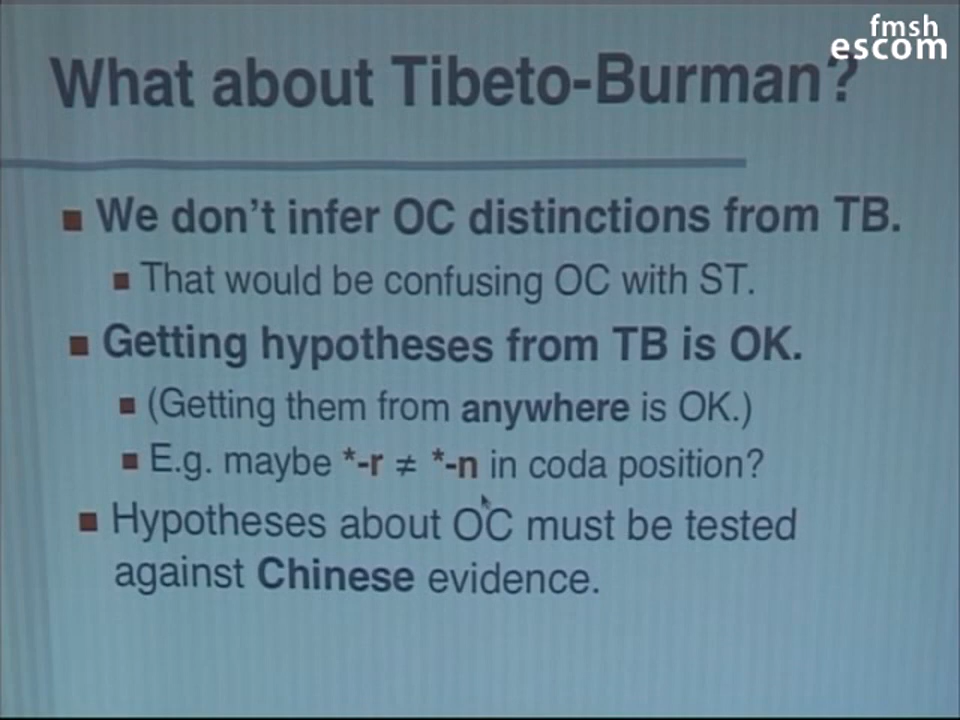 fmsh
escom
What about Tibeto-Burman?
We don't infer OC distinctions from TB.
That would be confusing OC with ST.
Getting hypotheses from TB is OK.
(Getting them from anywhere is OK.)
E.g. maybe *-r ≠ *-n in coda position?
Hypotheses about OC must be tested
against Chinese evidence.